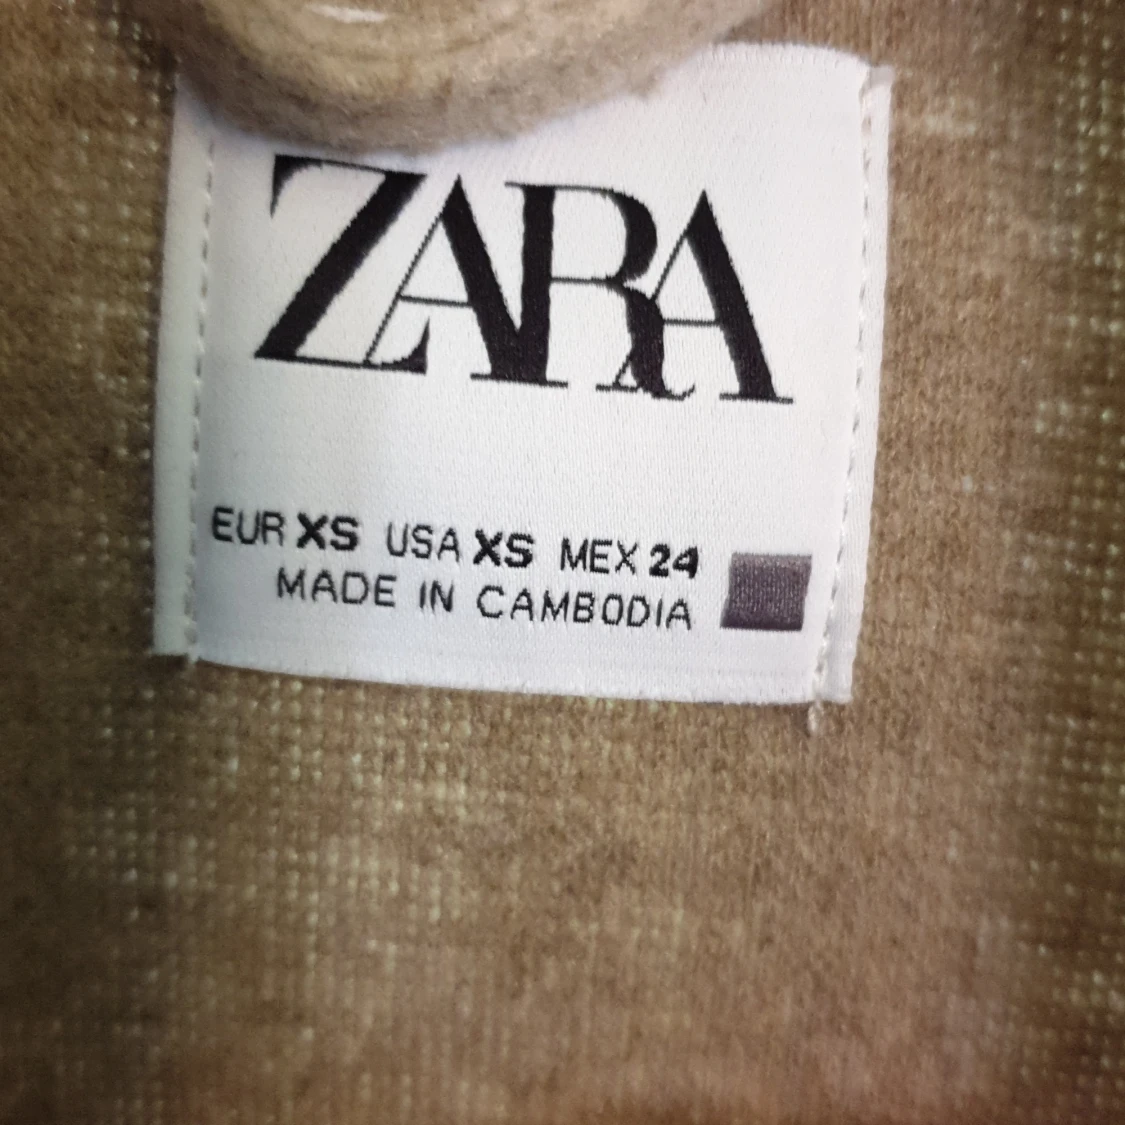 ZARA
EUR XS USA XS MEX 24
MADE IN CAMBODIA